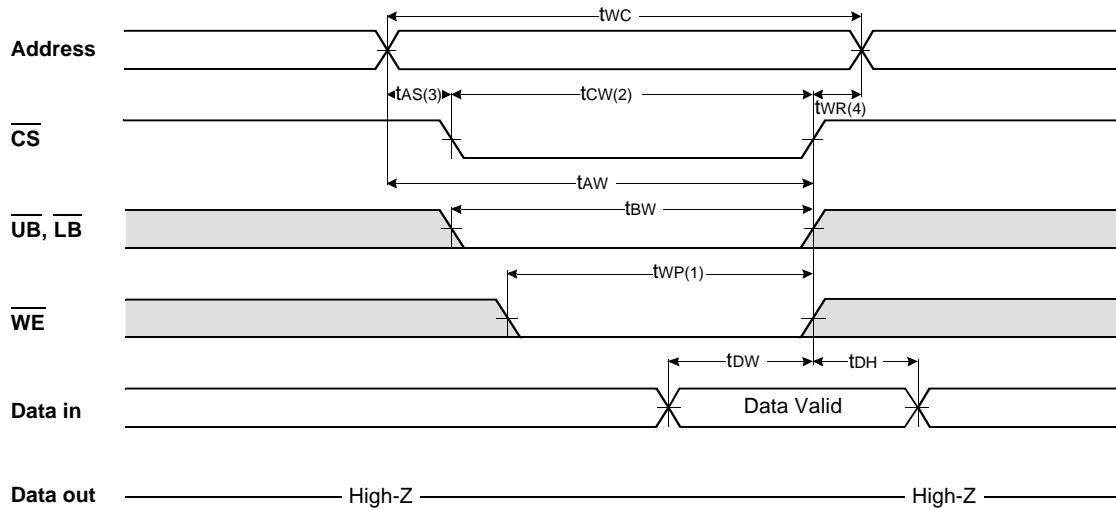 tWC
Address
tAS(3)
tCW(2)
tWR(4)
CS
tAW
tBW
UB, LB
tWP(1)
WE
tDW
tDH
Data in
Data Valid
Data out
High-Z
High-Z